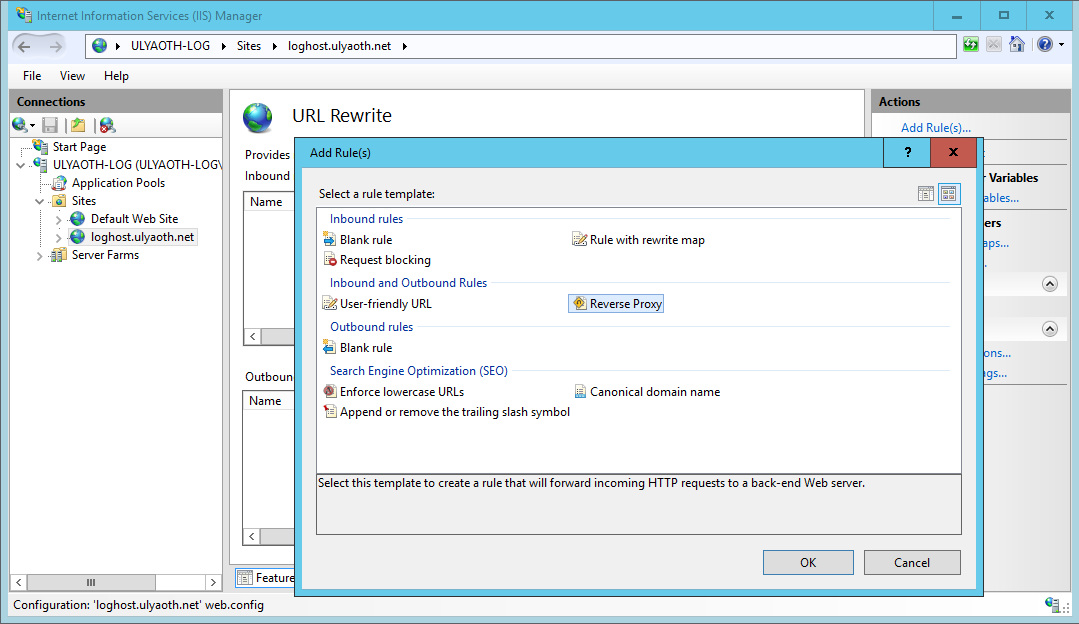 Internet Information Services (IIS) Manager
ULYAOTH-LOG Sites loghost.ulyaoth.net
File View Help
Connections
Start Page
ULYAOTH-LOG (ULYAOTH-LOG\
Application Pools
Sites
Default Web Site
loghost.ulyaoth.net
Server Farms
URL Rewrite
Provides
Inbound
Name
Outboun
Name
Feature
Add Rule(s)
?
Select a rule template:
Inbound rules
Blank rule Rule with rewrite map
Request blocking
Inbound and Outbound Rules
User-friendly URL Reverse Proxy
Outbound rules
Blank rule
Search Engine Optimization (SEO)
Enforce lowercase URLs Canonical domain name
Append or remove the trailing slash symbol
Select this template to create a rule that will forward incoming HTTP requests to a back-end Web server.
OK Cancel
Actions
Add Rule(s)...
r Variables
ables...
ers
aps...
ons...
gs...
Configuration: 'loghost.ulyaoth.net' web.config